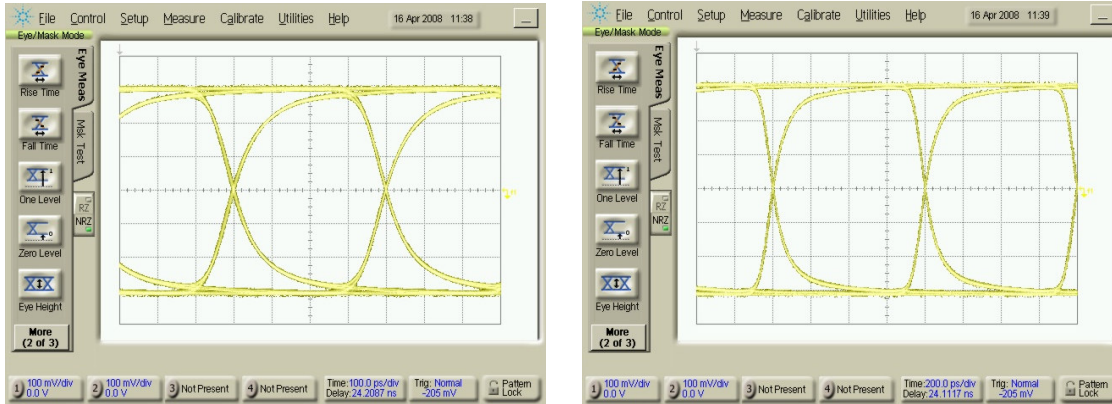 File Control Setup Measure Calibrate Utilities Help 16 Apr 2008 11:38
Eye/Mask Mode
Eye Meas
Msk Test
RZ
NRZ
Rise Time
Fall Time
One Level
Zero Level
Eye Height
More
(2 of 3)
1) 100 mV/div
0.0 V
2) 100 mV/div
0.0 V
3) Not Present
4) Not Present
Time:100.0 ps/div
Delay:24.2087 ns
Trig: Normal
-205 mV
Pattern
Lock
File Control Setup Measure Calibrate Utilities Help 16 Apr 2008 11:39
Eye/Mask Mode
Eye Meas
Msk Test
RZ
NRZ
Rise Time
Fall Time
One Level
Zero Level
Eye Height
More
(2 of 3)
1) 100 mV/div
0.0 V
2) 100 mV/div
0.0 V
3) Not Present
4) Not Present
Time:200.0 ps/div
Delay:24.1117 ns
Trig: Normal
-205 mV
Pattern
Lock